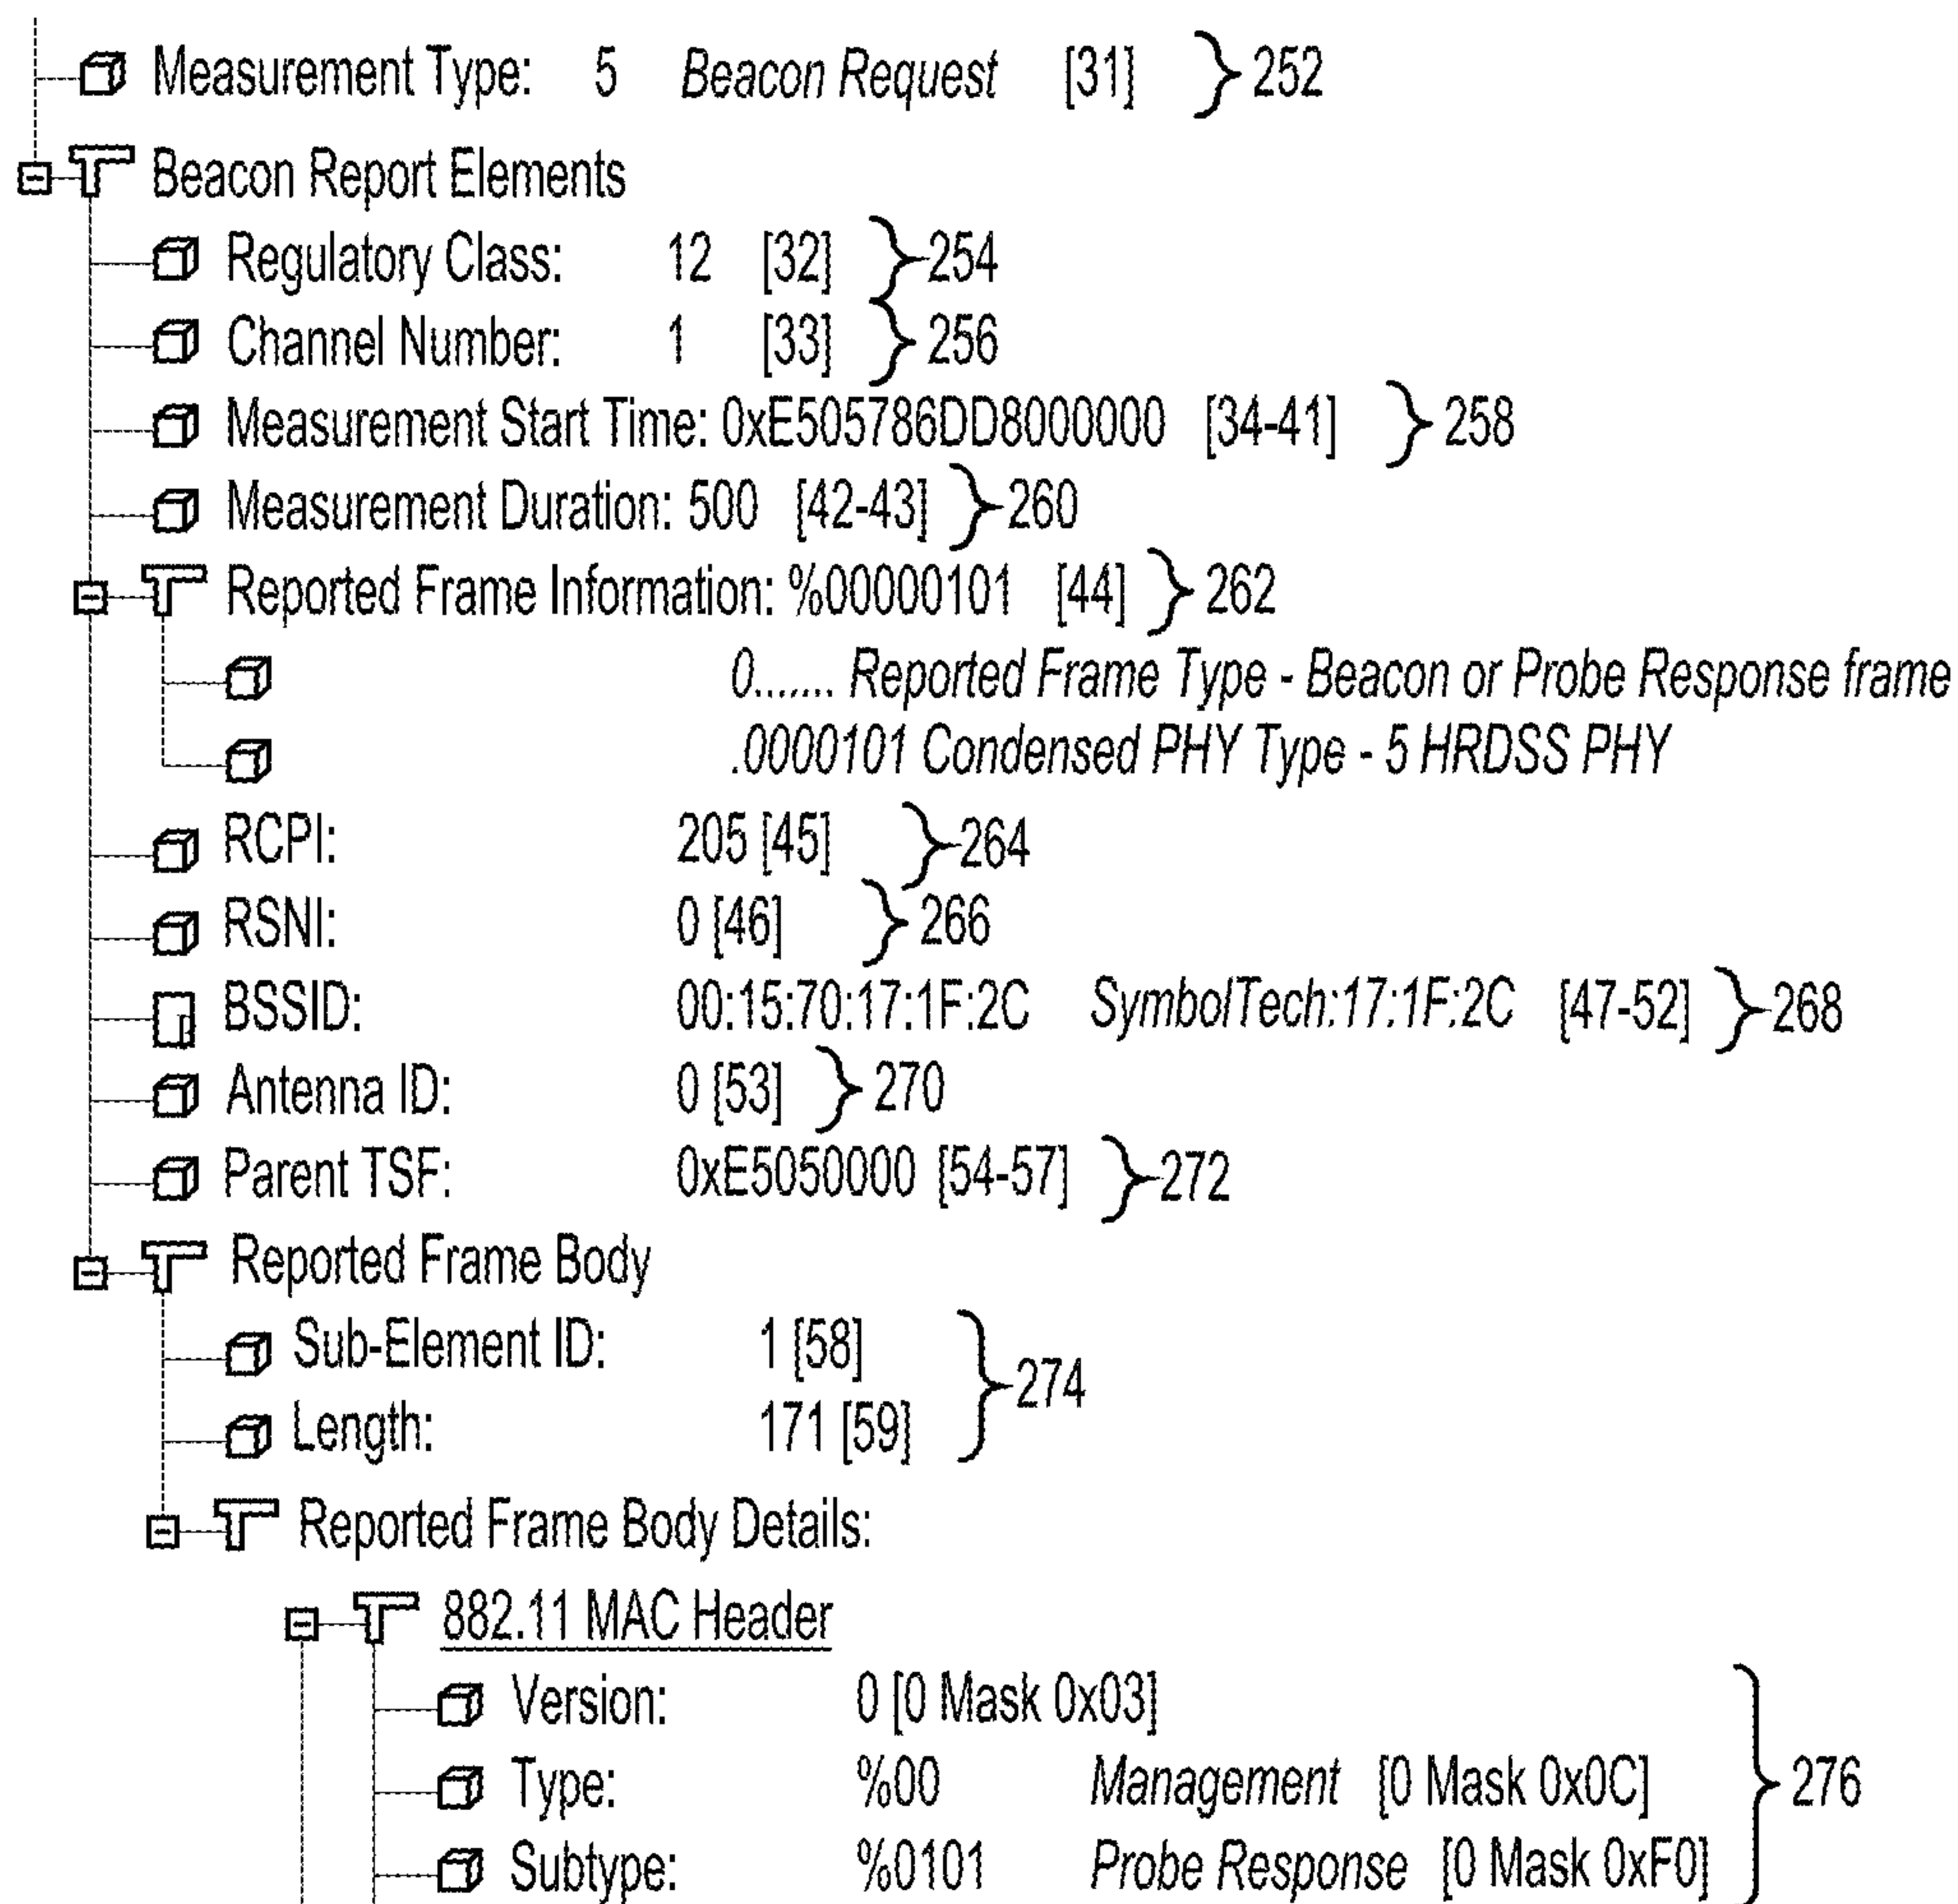 Measurement Type: 5 Beacon Request [31] 252
Beacon Report Elements
Regulatory Class: 12 [32] 254
Channel Number: 1 [33] 256
Measurement Start Time: 0xE505786DD8000000 [34-41] 258
Measurement Duration: 500 [42-43] 260
Reported Frame Information: %00000101 [44] 262
0....... Reported Frame Type - Beacon or Probe Response frame
.0000101 Condensed PHY Type - 5 HRDSS PHY
RCPI: 205 [45] 264
RSNI: 0 [46] 266
BSSID: 00:15:70:17:1F:2C SymbolTech:17:1F:2C [47-52] 268
Antenna ID: 0 [53] 270
Parent TSF: 0xE5050000 [54-57] 272
Reported Frame Body
Sub-Element ID: 1 [58]
274
Length: 171 [59]
Reported Frame Body Details:
882.11 MAC Header
Version: 0 [0 Mask 0x03]
Type: %00 Management [0 Mask 0x0C] 276
Subtype: %0101 Probe Response [0 Mask 0xF0]